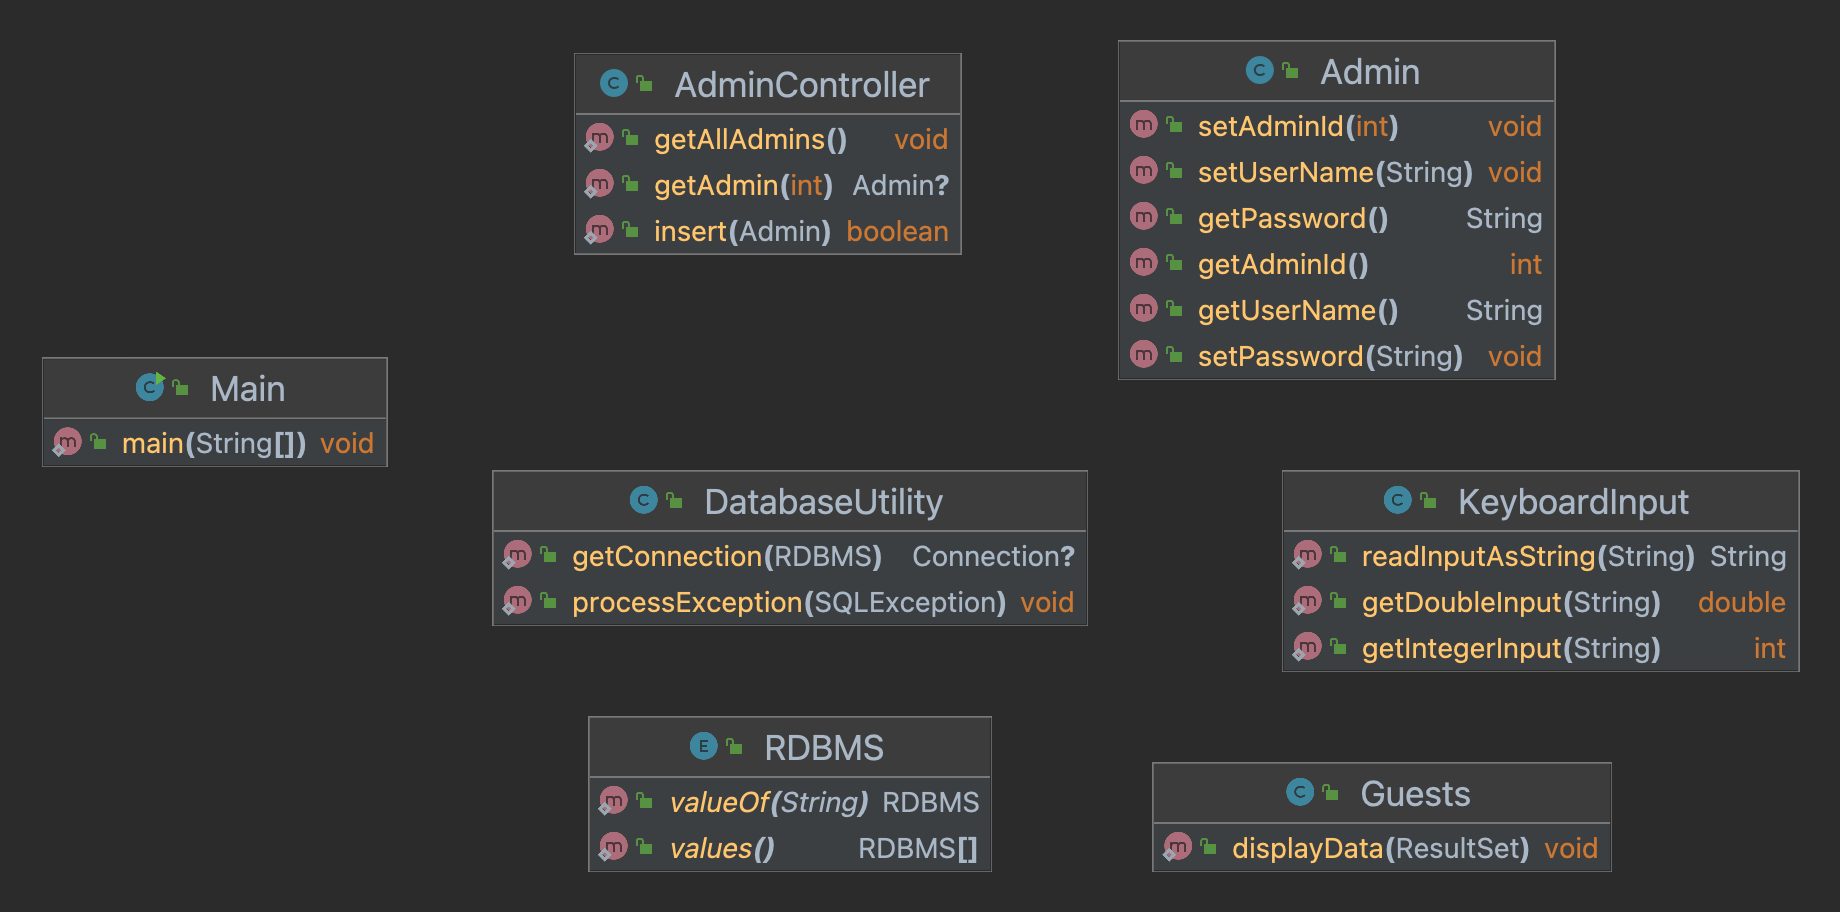 AdminController
getAllAdmins() void
getAdmin(int) Admin?
insert(Admin) boolean
Admin
setAdminId(int) void
setUserName(String) void
getPassword() String
getAdminId() int
getUserName() String
setPassword(String) void
Main
main(String[]) void
DatabaseUtility
getConnection(RDBMS) Connection?
processException(SQLException) void
KeyboardInput
readInputAsString(String) String
getDoubleInput(String) double
getIntegerInput(String) int
RDBMS
valueOf(String) RDBMS
values() RDBMS[]
Guests
displayData(ResultSet) void